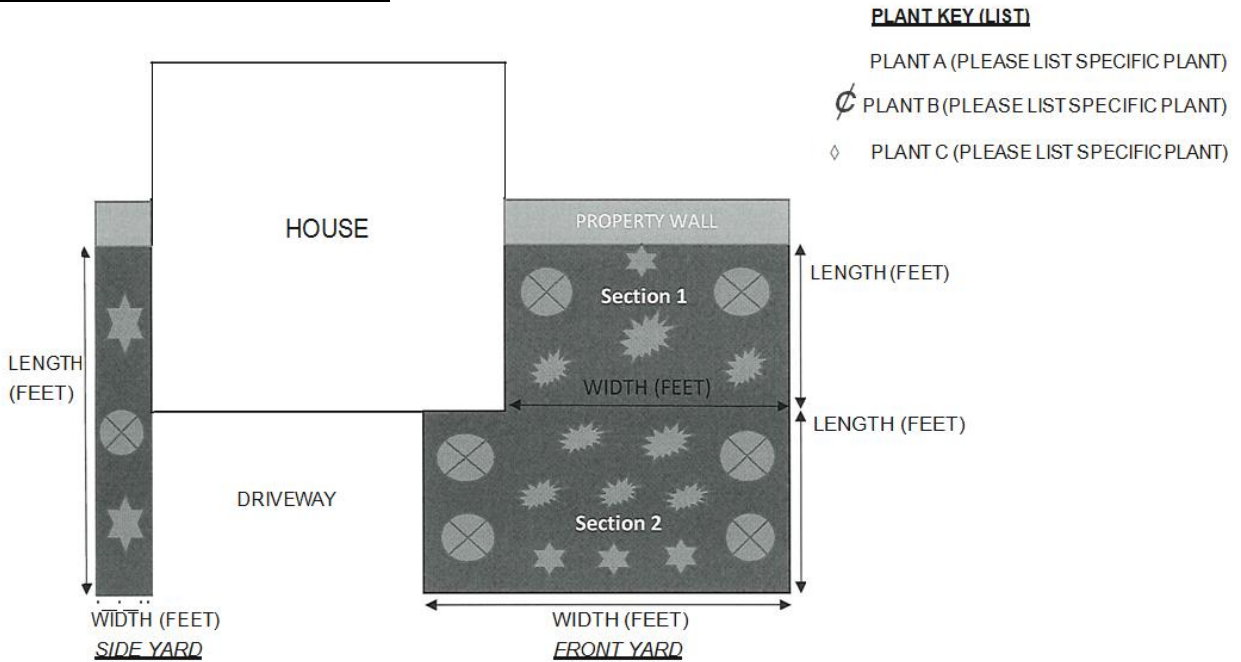 PLANT KEY (LIST)
PLANT A (PLEASE LIST SPECIFIC PLANT)
₵ PLANT B (PLEASE LIST SPECIFIC PLANT)
◊ PLANT C (PLEASE LIST SPECIFIC PLANT)
HOUSE
PROPERTY WALL
Section 1
LENGTH (FEET)
LENGTH
(FEET)
WIDTH (FEET)
LENGTH (FEET)
DRIVEWAY
Section 2
WIDTH (FEET)
SIDE YARD
WIDTH (FEET)
FRONT YARD